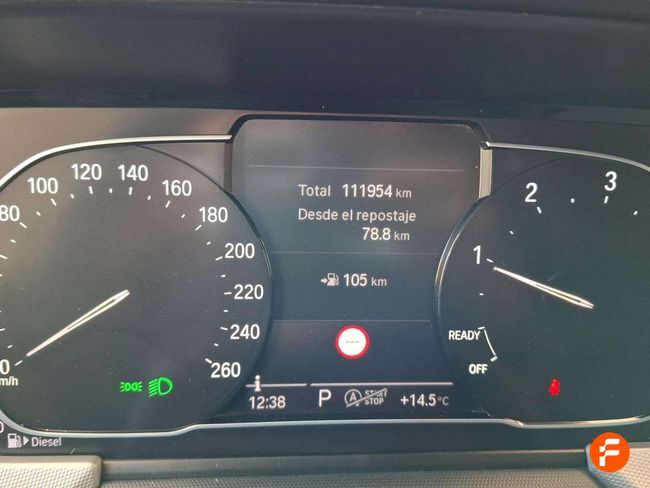 80 100 120 140 160 180 200 220 240 260
0
km/h
Total 111954 km
Desde el repostaje
78.8 km
105 km
---
1 2 3
READY
OFF
12:38 P A START STOP +14.5°C
Diesel